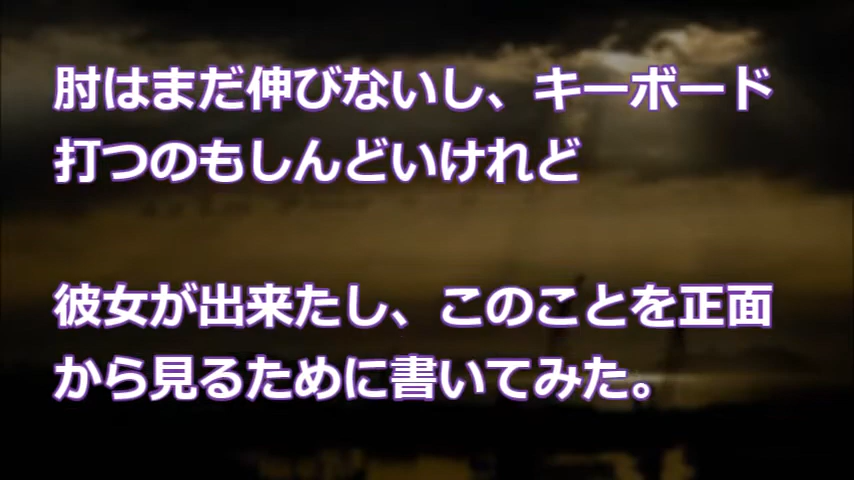 肘はまだ伸びないし、キーボード
打つのもしんどいけれど
彼女が出来たし、このことを正面
から見るために書いてみた。